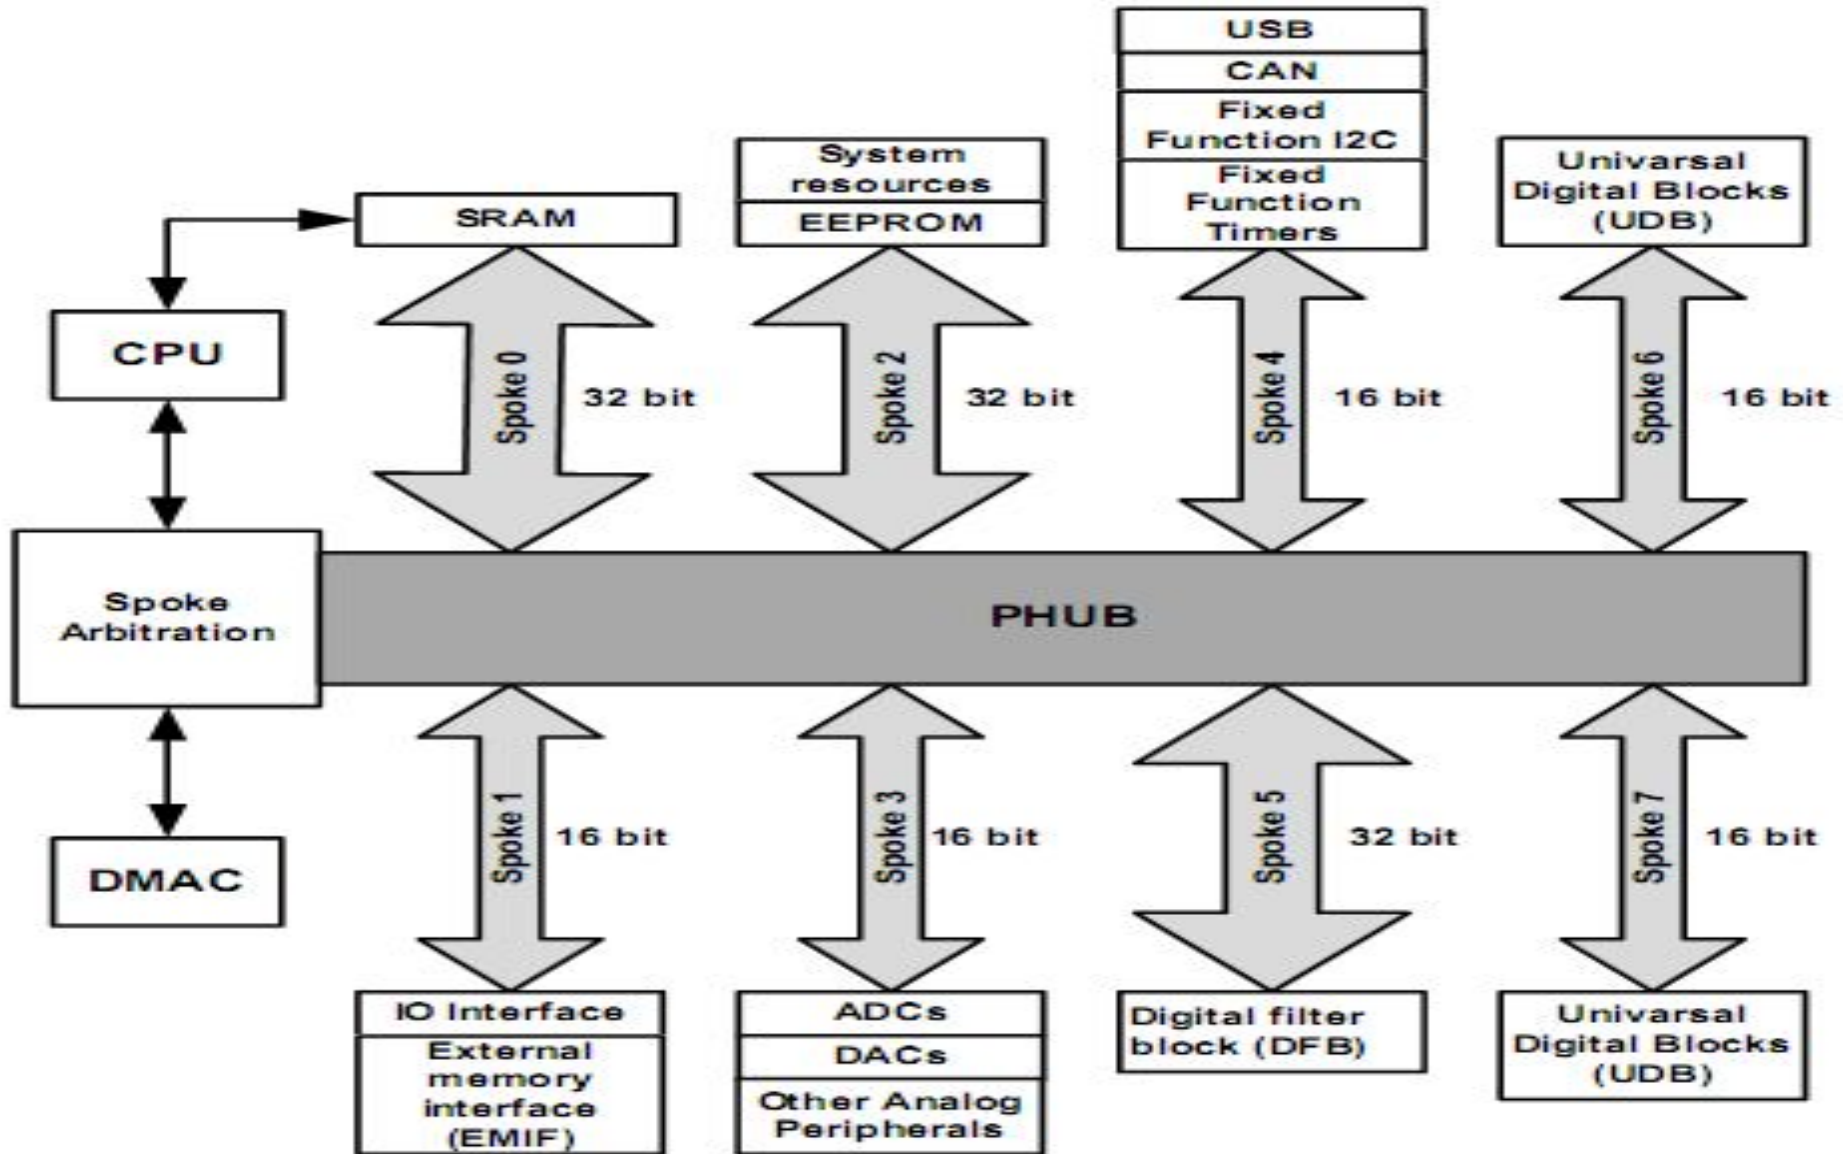 USB
CAN
Fixed
Function I2C
Fixed
Function
Timers
System
resources
EEPROM
Univarsal
Digital Blocks
(UDB)
SRAM
CPU
Spoke 0
32 bit
Spoke 2
32 bit
Spoke 4
16 bit
Spoke 6
16 bit
Spoke
Arbitration
PHUB
DMAC
Spoke 1
16 bit
Spoke 3
16 bit
Spoke 5
32 bit
Spoke 7
16 bit
IO Interface
External
memory
interface
(EMIF)
ADCs
DACs
Other Analog
Peripherals
Digital filter
block (DFB)
Univarsal
Digital Blocks
(UDB)